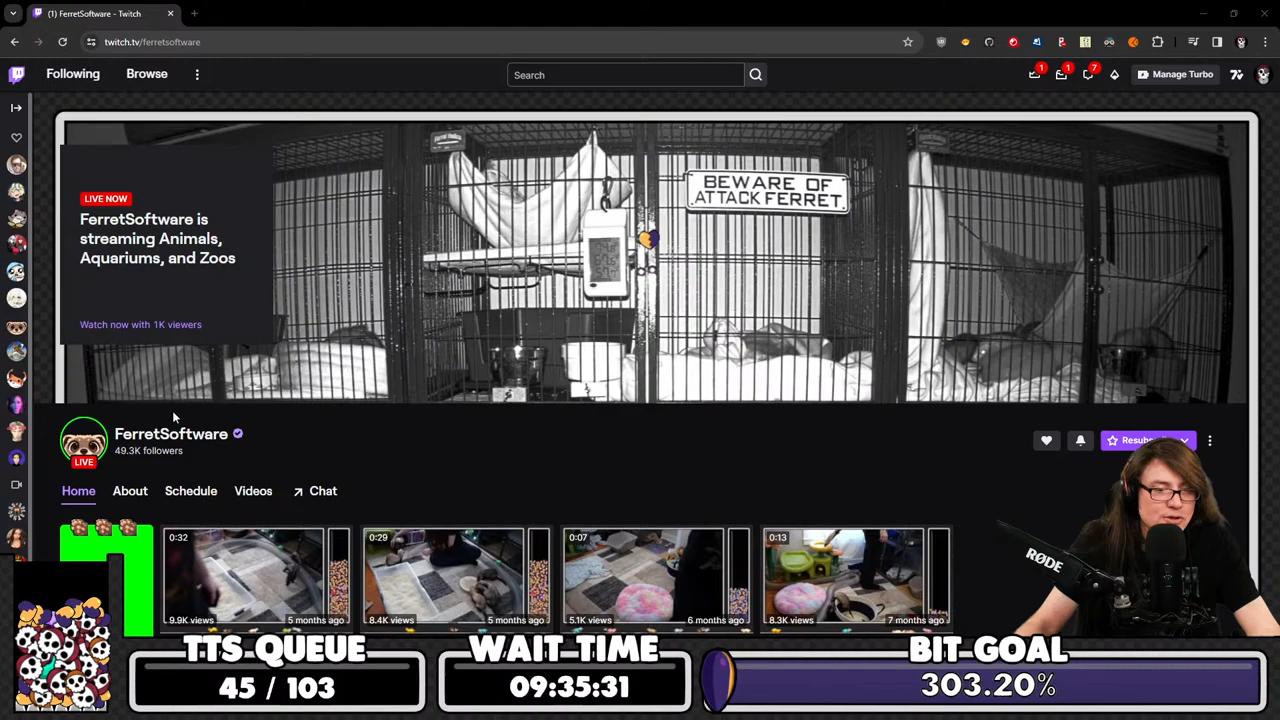 (1) FerretSoftware - Twitch
twitch.tv/ferretsoftware
Following
Browse
Search
1
1
7
Manage Turbo
LIVE NOW
FerretSoftware is
streaming Animals,
Aquariums, and Zoos
Watch now with 1K viewers
BEWARE OF
ATTACK FERRET
FerretSoftware
49.3K followers
LIVE
Home
About
Schedule
Videos
Chat
0:32
9.9K views
5 months ago
0:29
8.4K views
5 months ago
0:07
5.1K views
6 months ago
0:13
8.3K views
7 months ago
RØDE
TTS QUEUE
45 / 103
WAIT TIME
09:35:31
BIT GOAL
303.20%